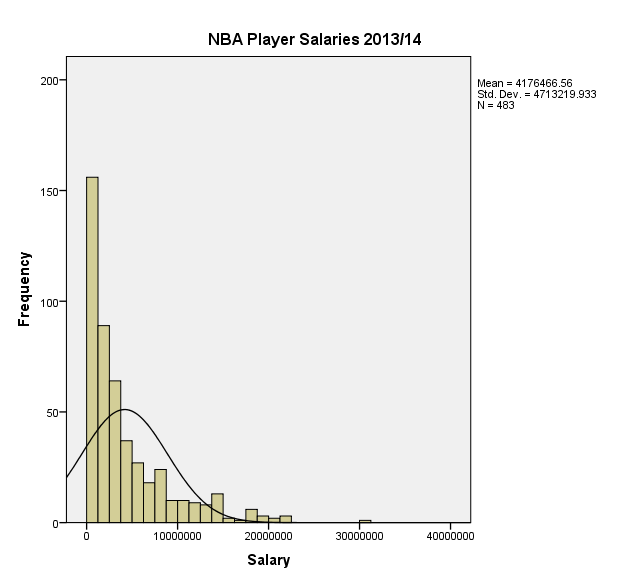 NBA Player Salaries 2013/14
Mean = 4176466.56
Std. Dev. = 4713219.933
N = 483
200
150
100
50
0
Frequency
0 10000000 20000000 30000000 40000000
Salary